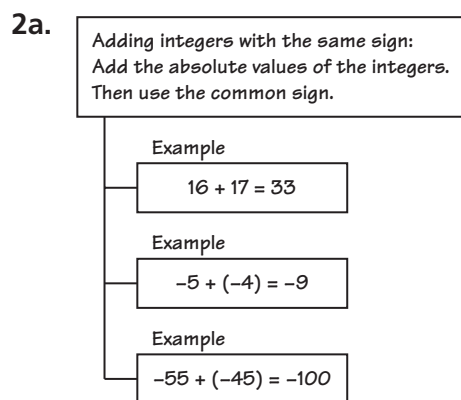 2a.
Adding integers with the same sign:
Add the absolute values of the integers.
Then use the common sign.
Example
16 + 17 = 33
Example
−5 + (−4) = −9
Example
−55 + (−45) = −100